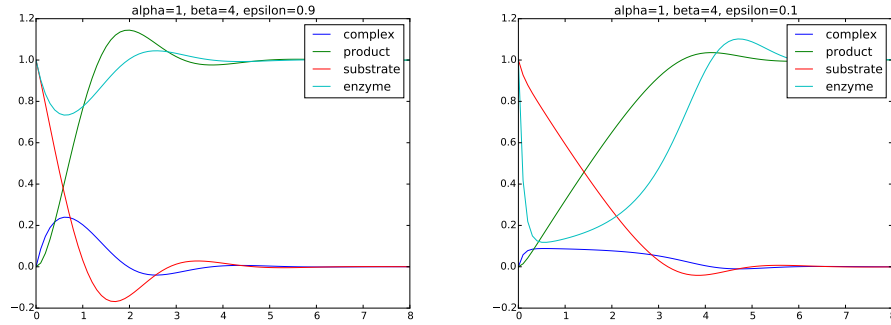 alpha=1, beta=4, epsilon=0.9
1.2
1.0
0.8
0.6
0.4
0.2
0.0
−0.2
0 1 2 3 4 5 6 7 8
complex
product
substrate
enzyme
alpha=1, beta=4, epsilon=0.1
1.2
1.0
0.8
0.6
0.4
0.2
0.0
−0.2
0 1 2 3 4 5 6 7
complex
product
substrate
enzyme